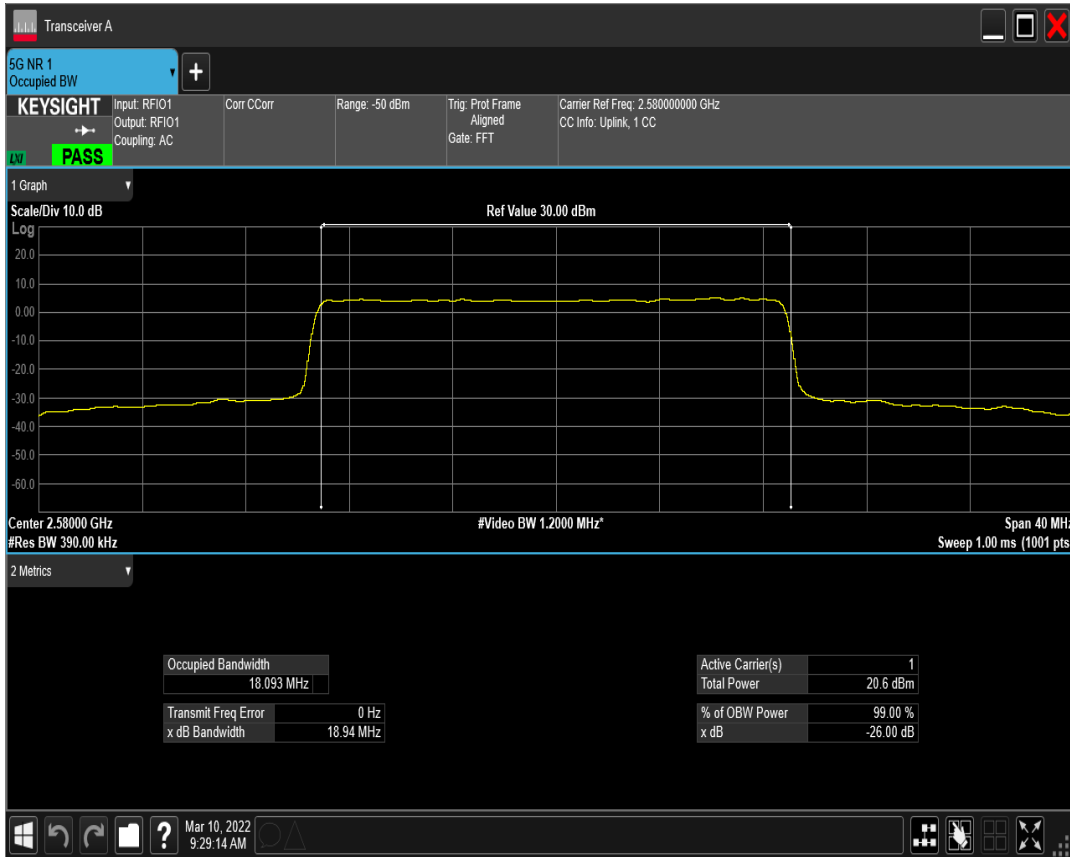 Transceiver A
5G NR 1
Occupied BW
+
KEYSIGHT
LXI
PASS
Input: RFIO1
Output: RFIO1
Coupling: AC
Corr CCorr
Range: -50 dBm
Trig: Prot Frame
Aligned
Gate: FFT
Carrier Ref Freq: 2.580000000 GHz
CC Info: Uplink, 1 CC
1 Graph
Scale/Div 10.0 dB
Ref Value 30.00 dBm
Log
20.0
10.0
0.00
-10.0
-20.0
-30.0
-40.0
-50.0
-60.0
Center 2.58000 GHz
#Video BW 1.2000 MHz*
Span 40 MHz
#Res BW 390.00 kHz
Sweep 1.00 ms (1001 pts
2 Metrics
Occupied Bandwidth
18.093 MHz
Transmit Freq Error 0 Hz
x dB Bandwidth 18.94 MHz
Active Carrier(s) 1
Total Power 20.6 dBm
% of OBW Power 99.00 %
x dB -26.00 dB
?
Mar 10, 2022
9:29:14 AM